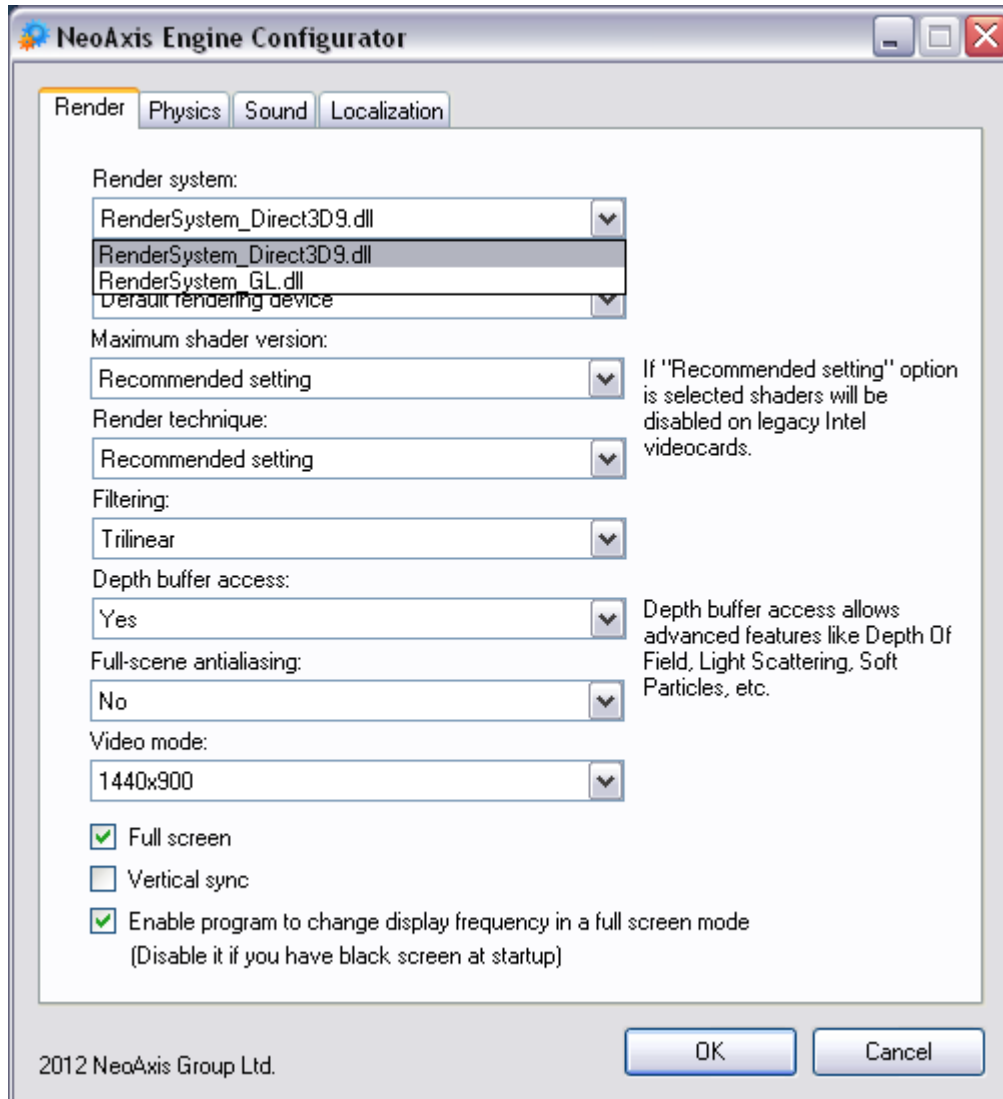 NeoAxis Engine Configurator
Render Physics Sound Localization
Render system:
RenderSystem_Direct3D9.dll
RenderSystem_Direct3D9.dll
RenderSystem_GL.dll
Default rendering device
Maximum shader version:
Recommended setting
If "Recommended setting" option
is selected shaders will be
disabled on legacy Intel
videocards.
Render technique:
Recommended setting
Filtering:
Trilinear
Depth buffer access:
Yes
Depth buffer access allows
advanced features like Depth Of
Field, Light Scattering, Soft
Particles, etc.
Full-scene antialiasing:
No
Video mode:
1440x900
Full screen
Vertical sync
Enable program to change display frequency in a full screen mode
(Disable it if you have black screen at startup)
2012 NeoAxis Group Ltd.
OK
Cancel